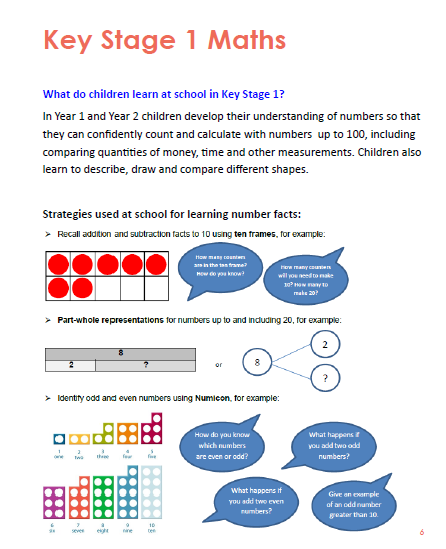 Key Stage 1 Maths
What do children learn at school in Key Stage 1?
In Year 1 and Year 2 children develop their understanding of numbers so that
they can confidently count and calculate with numbers up to 100, including
comparing quantities of money, time and other measurements. Children also
learn to describe, draw and compare different shapes.
Strategies used at school for learning number facts:
➤ Recall addition and subtraction facts to 10 using ten frames, for example:
How many counters
are in the ten frame?
How do you know?
How many counters
will you need to make
10? How many to
make 20?
➤ Part-whole representations for numbers up to and including 20, for example:
8
2 ?
or
8
2
?
➤ Identify odd and even numbers using Numicon, for example:
1 2 3 4 5
one two three four five
6 7 8 9 10
six seven eight nine ten
How do you know
which numbers
are even or odd?
What happens if
you add two odd
numbers?
What happens if
you add two even
numbers?
Give an example
of an odd number
greater than 10.
6